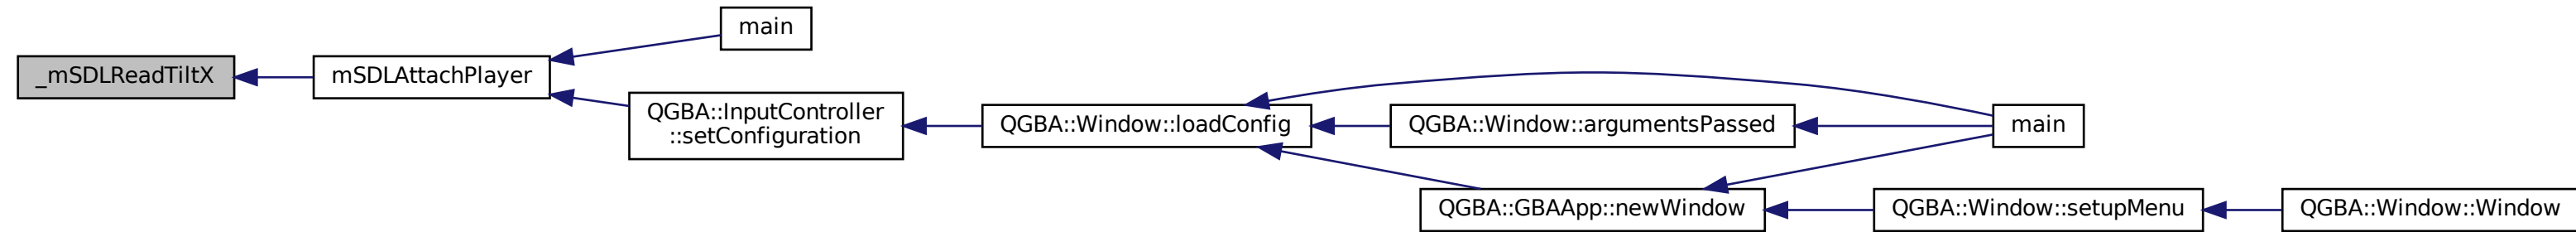 main
_mSDLReadTiltX
mSDLAttachPlayer
QGBA::InputController
::setConfiguration
QGBA::Window::loadConfig
QGBA::Window::argumentsPassed
main
QGBA::GBAApp::newWindow
QGBA::Window::setupMenu
QGBA::Window::Window